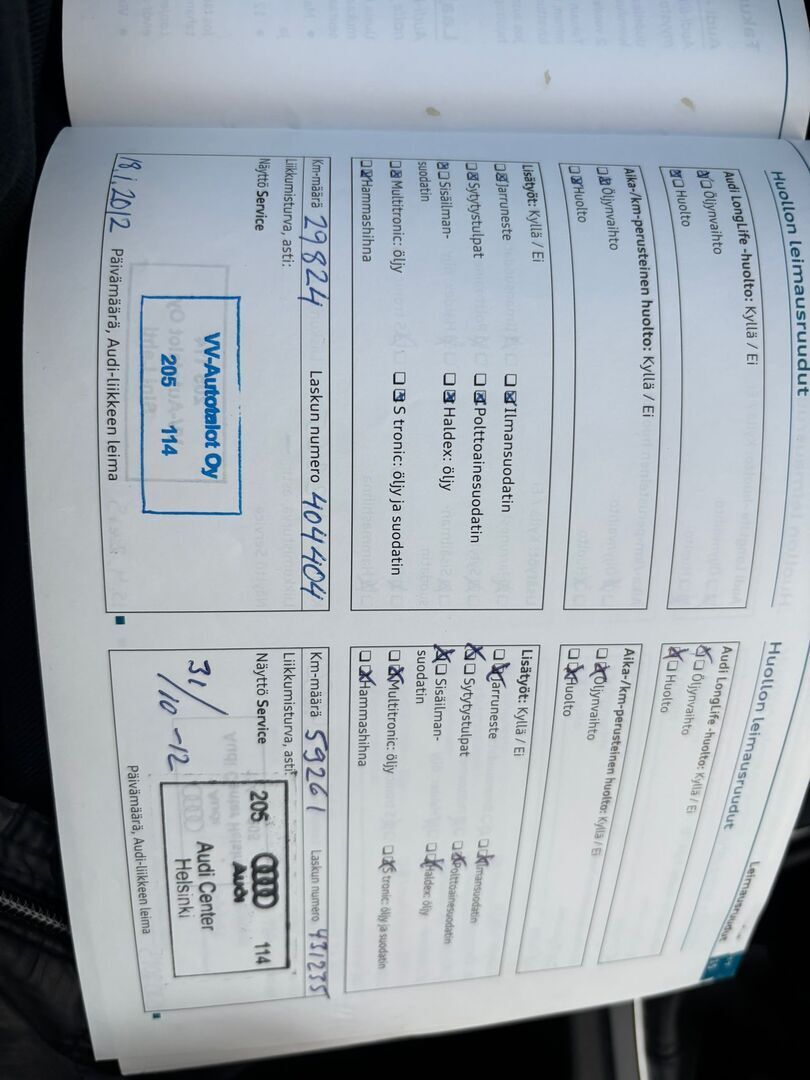 Leimausruudut
Huollon leimausruudut
Audi LongLife -huolto: Kyllä / Ei
Öljynvaihto
Huolto
Aika-/km-perusteinen huolto: Kyllä / Ei
Öljynvaihto
Huolto
Lisätyöt: Kyllä / Ei
Jarruneste
Ilmansuodatin
Sytytystulpat
Polttoainesuodatin
Sisäilman-
suodatin
Haldex: öljy
Multitronic: öljy
S tronic: öljy ja suodatin
Hammashihna
Km-määrä 29824 Laskun numero 404404
Liikkumisturva, asti:
Näyttö Service
VV-Autotalot Oy
205 114
18.1.2012 Päivämäärä, Audi-liikkeen leima
Huollon leimausruudut
Audi LongLife -huolto: Kyllä / Ei
Öljynvaihto
Huolto
Aika-/km-perusteinen huolto: Kyllä / Ei
Öljynvaihto
Huolto
Lisätyöt: Kyllä / Ei
Jarruneste
Ilmansuodatin
Sytytystulpat
Polttoainesuodatin
Sisäilman-
suodatin
Haldex: öljy
Multitronic: öljy
S tronic: öljy ja suodatin
Hammashihna
Km-määrä 59261 Laskun numero 431235
Liikkumisturva, asti:
Näyttö Service
205 Audi 114
Audi Center
Helsinki
31/
/10-12
Päivämäärä, Audi-liikkeen leima